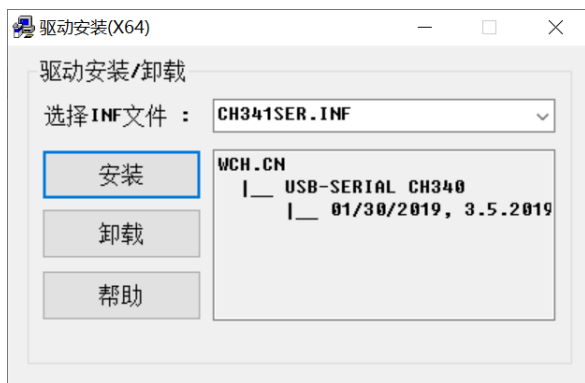 驱动安装(X64)
驱动安装/卸载
选择INF文件 :
CH341SER.INF
安装
卸载
帮助
WCH.CN
|__ USB-SERIAL CH340
|__ 01/30/2019, 3.5.2019